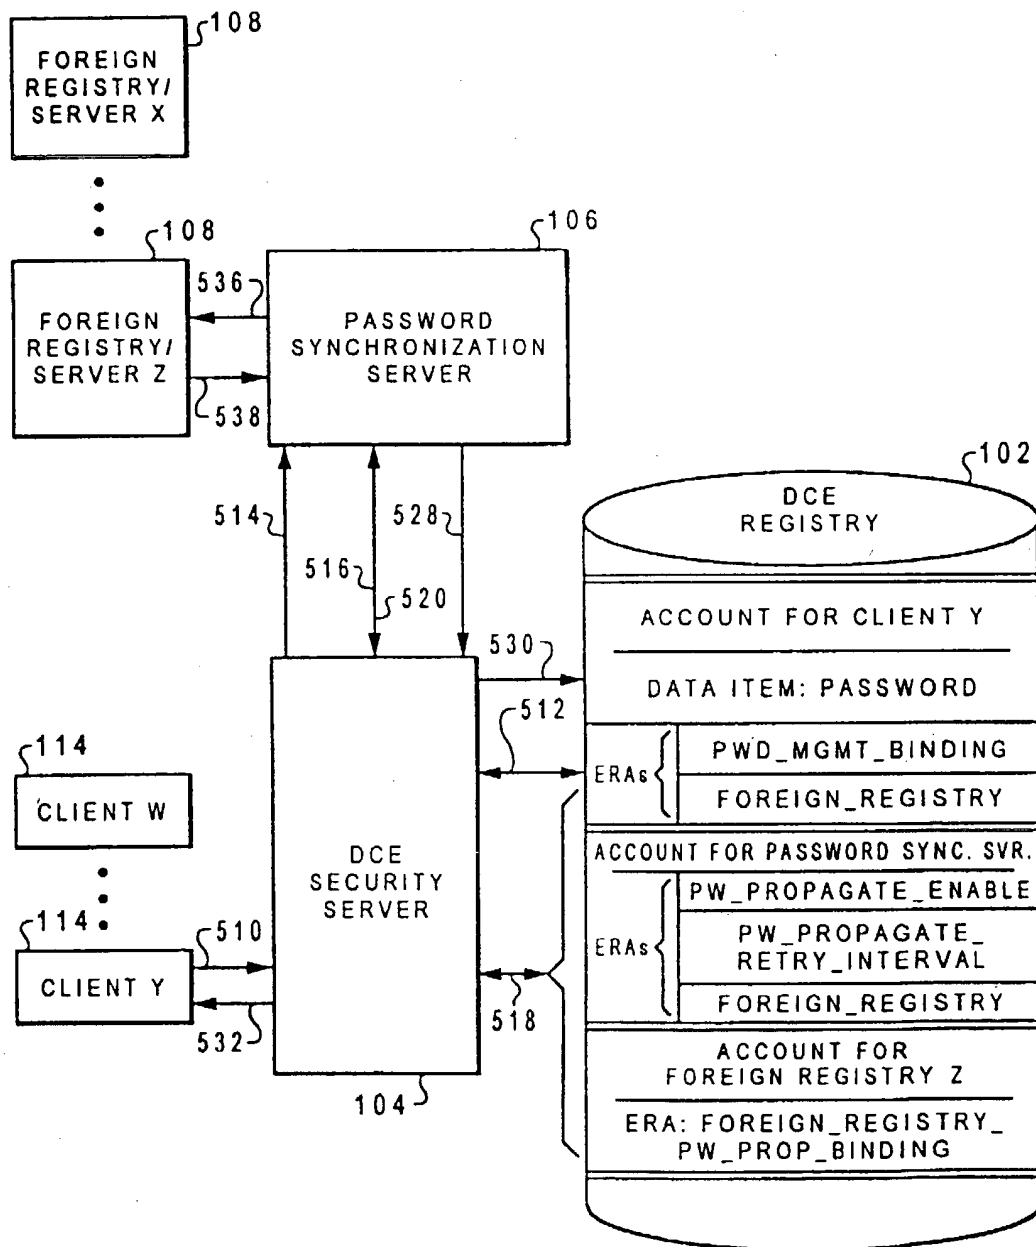 108
FOREIGN
REGISTRY/
SERVER X
108
FOREIGN
REGISTRY/
SERVER Z
536
538
106
PASSWORD
SYNCHRONIZATION
SERVER
514
516
520
528
102
DCE
REGISTRY
ACCOUNT FOR CLIENT Y
DATA ITEM: PASSWORD
ERAs
PWD_MGMT_BINDING
FOREIGN_REGISTRY
ACCOUNT FOR PASSWORD SYNC. SVR.
ERAs
PW_PROPAGATE_ENABLE
PW_PROPAGATE_
RETRY_INTERVAL
FOREIGN_REGISTRY
ACCOUNT FOR
FOREIGN REGISTRY Z
ERA: FOREIGN_REGISTRY_
PW_PROP_BINDING
530
512
518
DCE
SECURITY
SERVER
104
114
CLIENT W
114
CLIENT Y
510
532